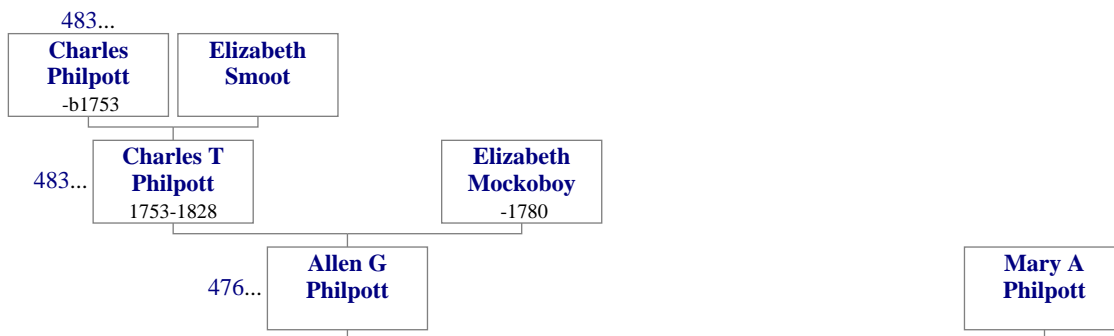 483...
Charles
Philpott
-b1753
Elizabeth
Smoot
483...
Charles T
Philpott
1753-1828
Elizabeth
Mockoboy
-1780
476...
Allen G
Philpott
Mary A
Philpott